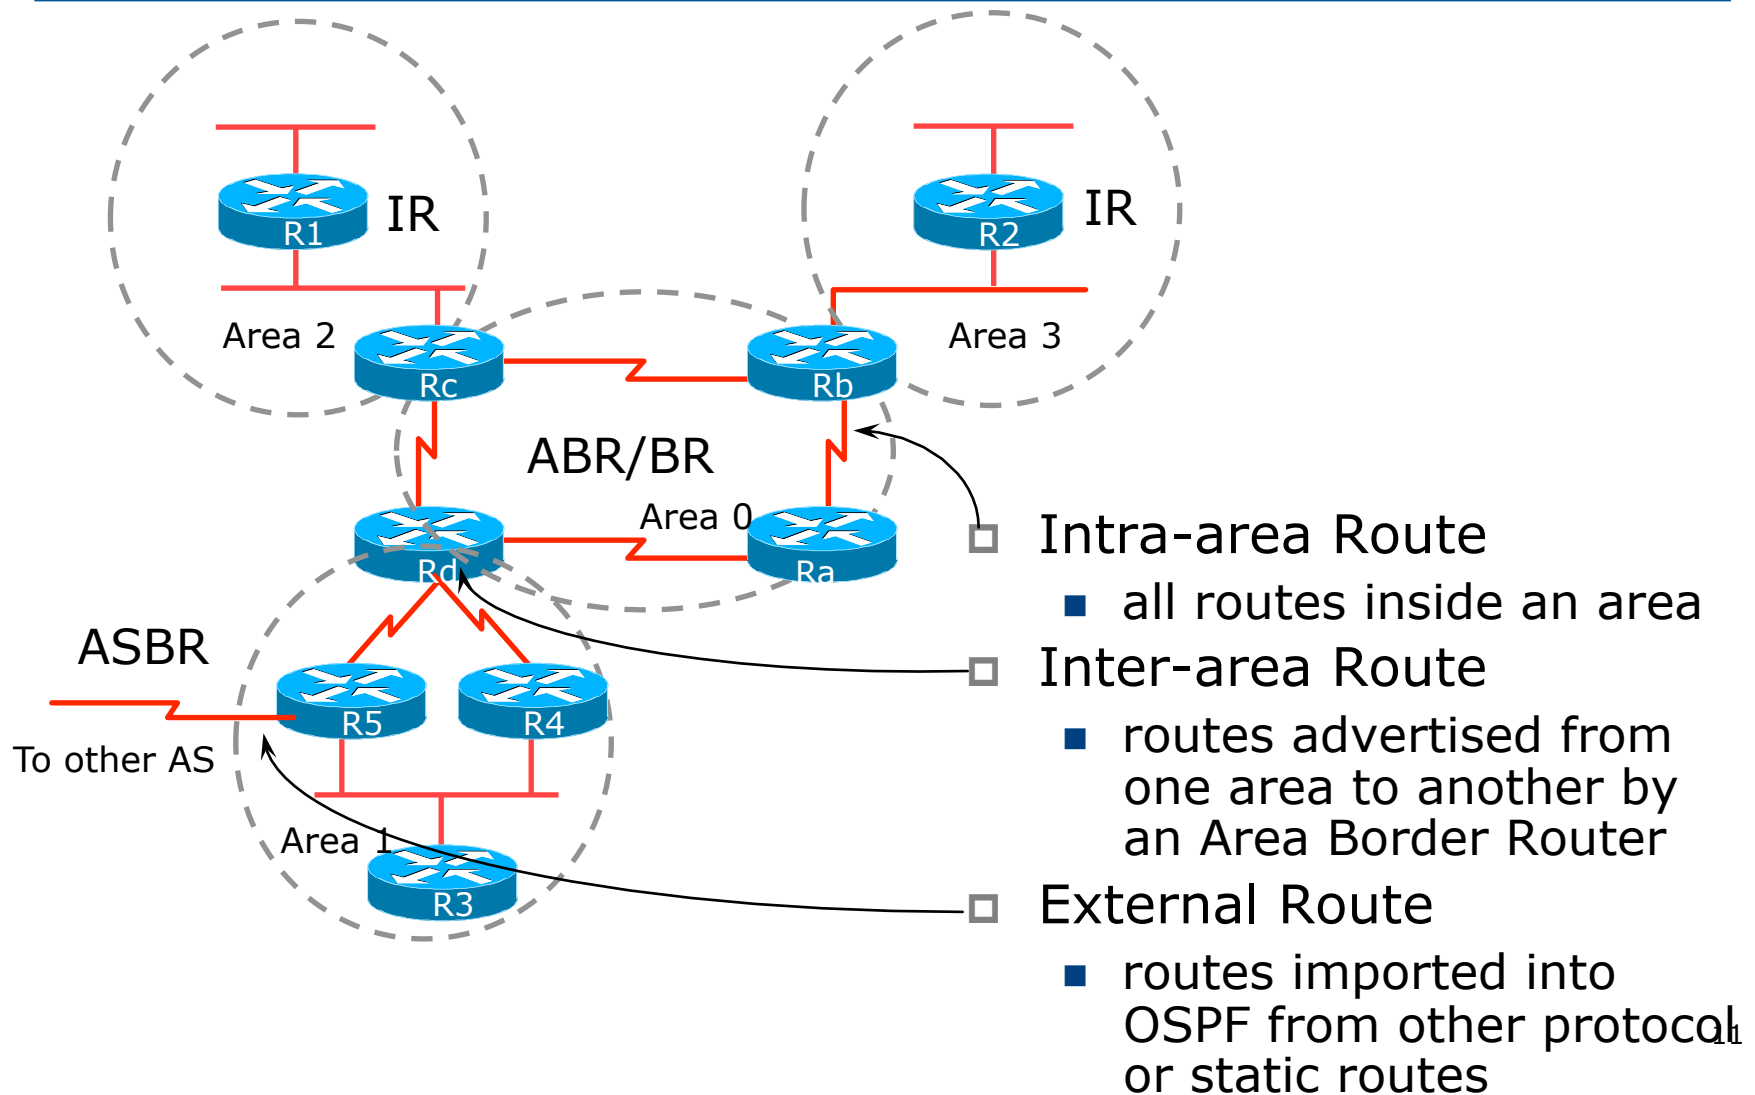 R1
IR
R2
IR
Area 2
Area 3
Rc
Rb
ABR/BR
Area 0
Rd
Ra
ASBR
R5
R4
To other AS
Area 1
R3
Intra-area Route
all routes inside an area
Inter-area Route
routes advertised from
one area to another by
an Area Border Router
External Route
routes imported into
OSPF from other protocol
or static routes
11